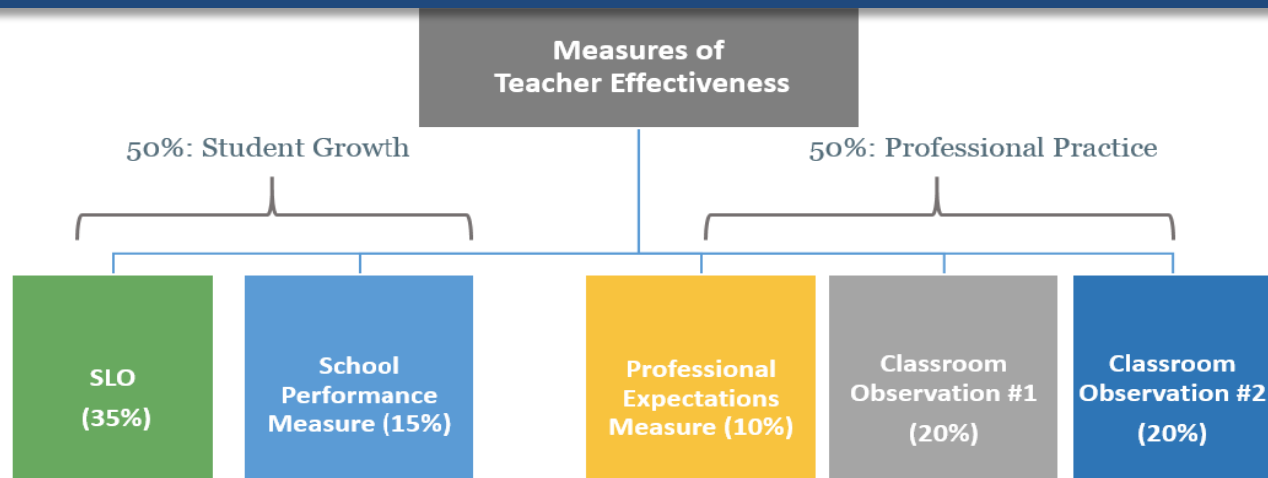 Measures of
Teacher Effectiveness
50%: Student Growth
50%: Professional Practice
SLO
(35%)
School
Performance
Measure (15%)
Professional
Expectations
Measure (10%)
Classroom
Observation #1
(20%)
Classroom
Observation #2
(20%)